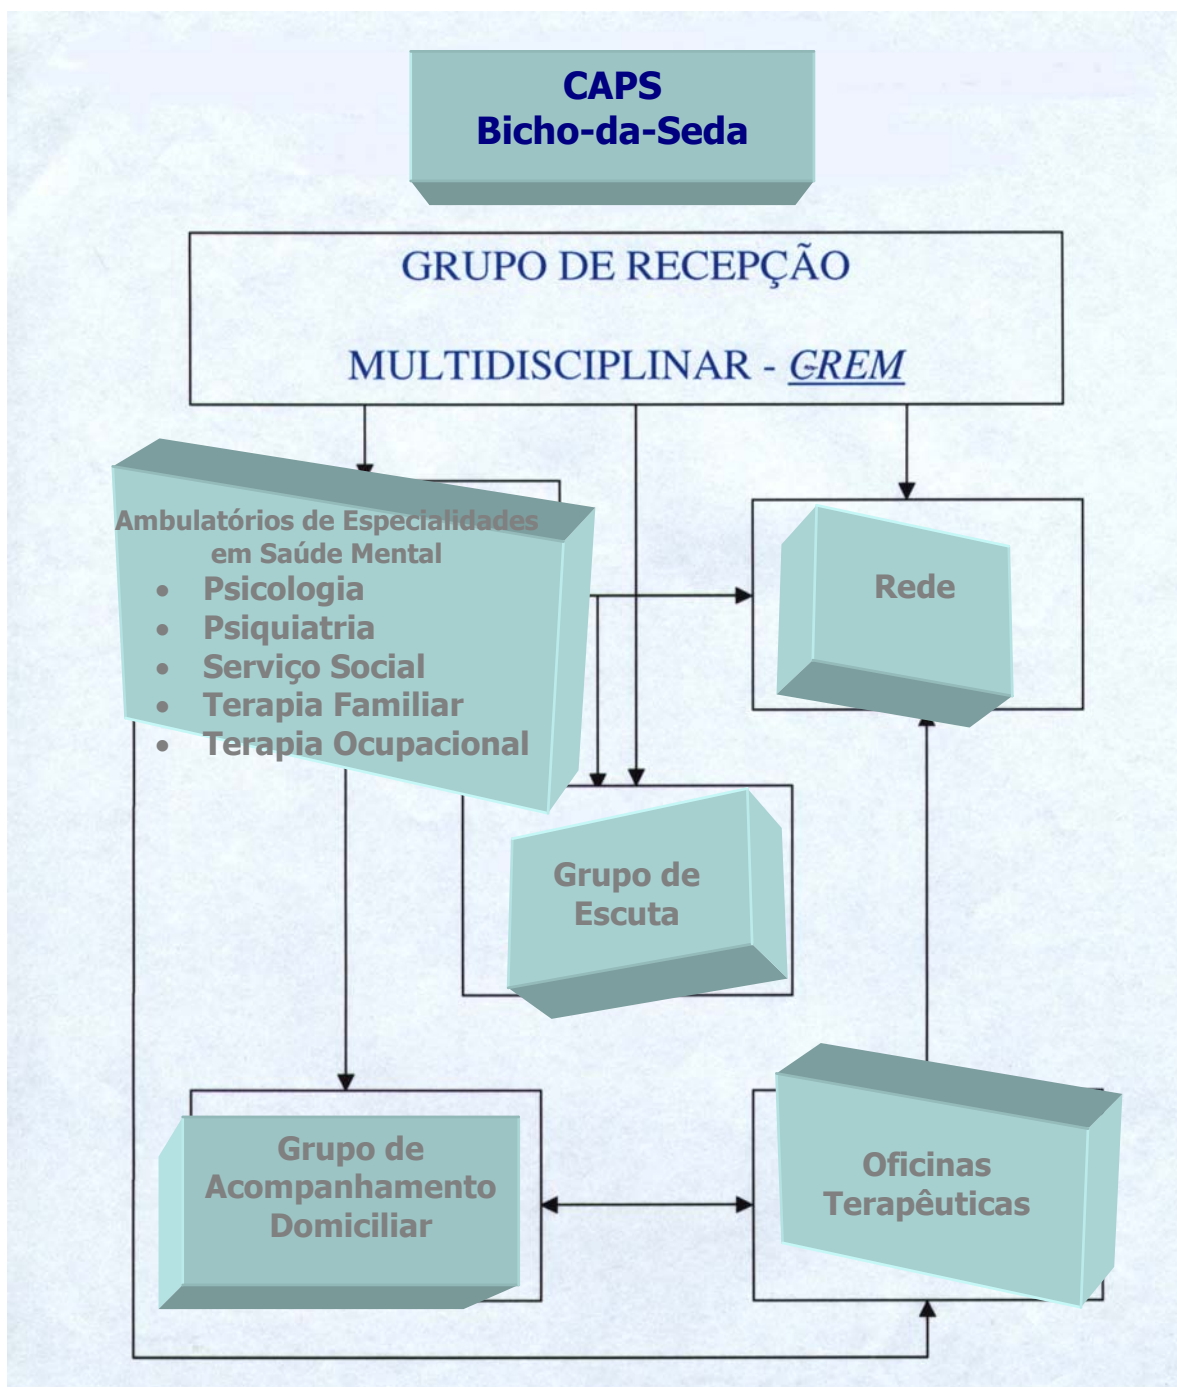 CAPS
Bicho-da-Seda
GRUPO DE RECEPÇÃO
MULTIDISCIPLINAR - GREM
Ambulatórios de Especialidades
em Saúde Mental
• Psicologia
• Psiquiatria
• Serviço Social
• Terapia Familiar
• Terapia Ocupacional
Rede
Grupo de
Escuta
Grupo de
Acompanhamento
Domiciliar
Oficinas
Terapêuticas